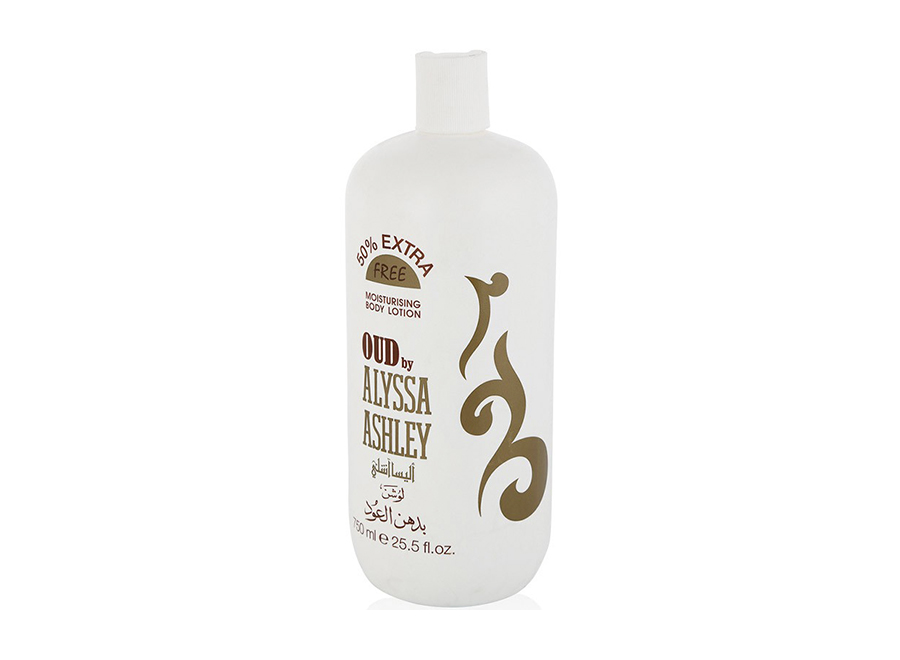 50% EXTRA
FREE
MOISTURISING
BODY LOTION
OUD by
ALYSSA
ASHLEY
أليسا آشلي
لوشن
بدهن العود
750 ml e 25.5 fl.oz.